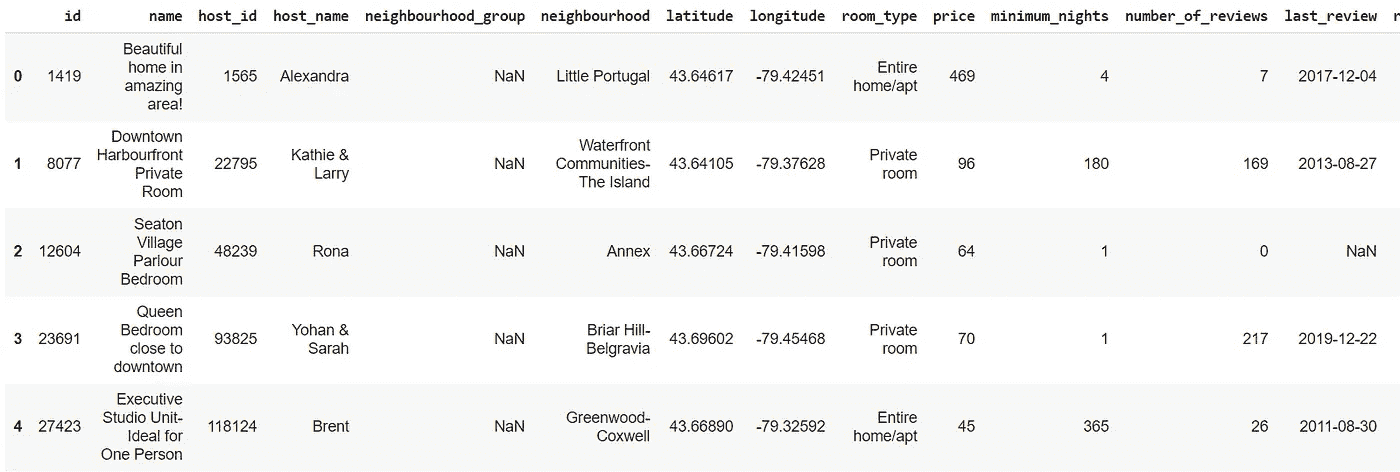 id name host_id host_name neighbourhood_group neighbourhood latitude longitude room_type price minimum_nights number_of_reviews last_review
0 1419 Beautiful home in amazing area! 1565 Alexandra NaN Little Portugal 43.64617 -79.42451 Entire home/apt 469 4 7 2017-12-04
1 8077 Downtown Harbourfront Private Room 22795 Kathie & Larry NaN Waterfront Communities-The Island 43.64105 -79.37628 Private room 96 180 169 2013-08-27
2 12604 Seaton Village Parlour Bedroom 48239 Rona NaN Annex 43.66724 -79.41598 Private room 64 1 0 NaN
3 23691 Queen Bedroom close to downtown 93825 Yohan & Sarah NaN Briar Hill-Belgravia 43.69602 -79.45468 Private room 70 1 217 2019-12-22
4 27423 Executive Studio Unit-Ideal for One Person 118124 Brent NaN Greenwood-Coxwell 43.66890 -79.32592 Entire home/apt 45 365 26 2011-08-30